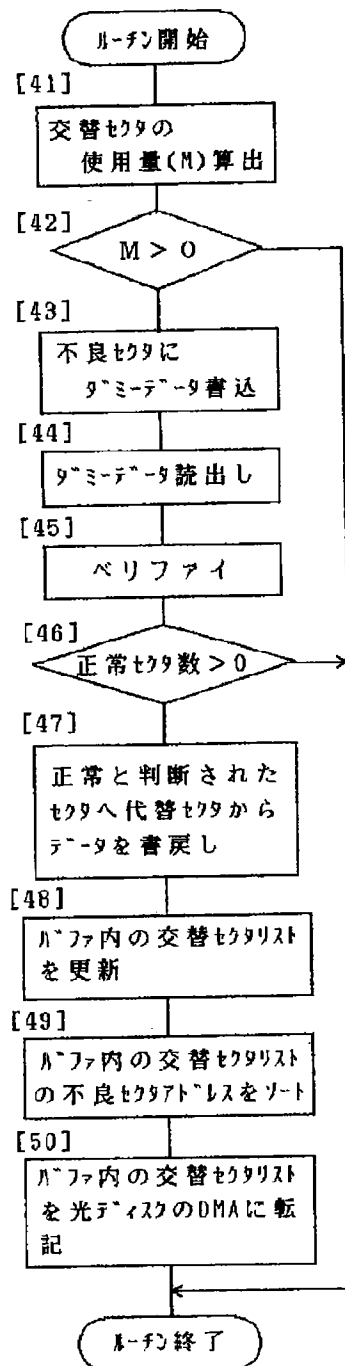 ルーチン開始
[41]
交替セクタの
使用量(M)算出
[42]
M>0
[43]
不良セクタに
ダミーデータ書込
[44]
ダミーデータ読出し
[45]
ベリファイ
[46]
正常セクタ数>0
[47]
正常と判断された
セクタへ代替セクタから
データを書戻し
[48]
バファ内の交替セクタリスト
を更新
[49]
バファ内の交替セクタリスト
の不良セクタアドレスをソート
[50]
バファ内の交替セクタリスト
を光ディスクのDMAに転
記
ルーチン終了